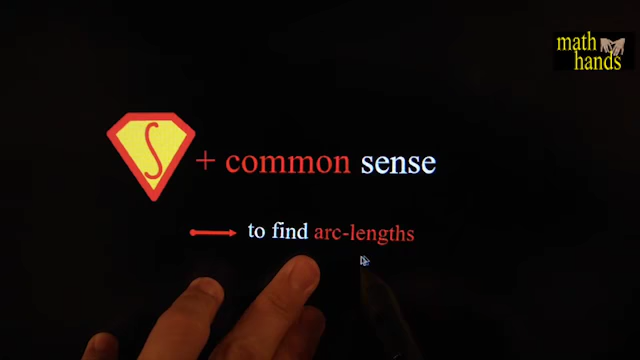 math
hands
S + common sense
to find arc-lengths